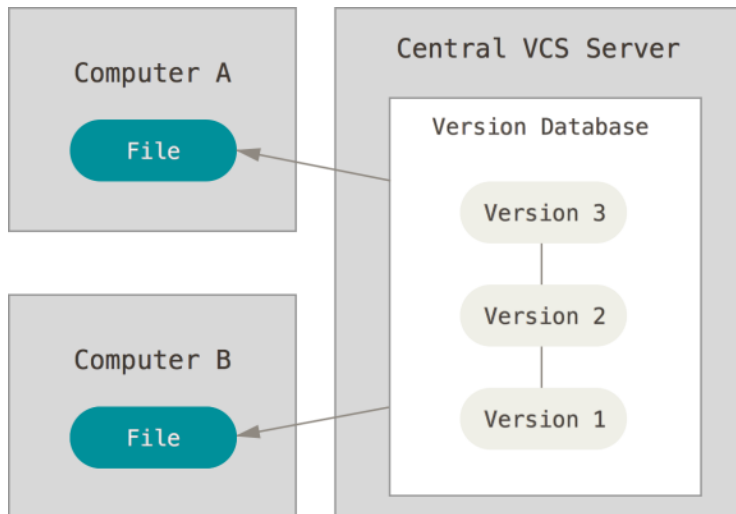 Computer A
File
Computer B
File
Central VCS Server
Version Database
Version 3
Version 2
Version 1